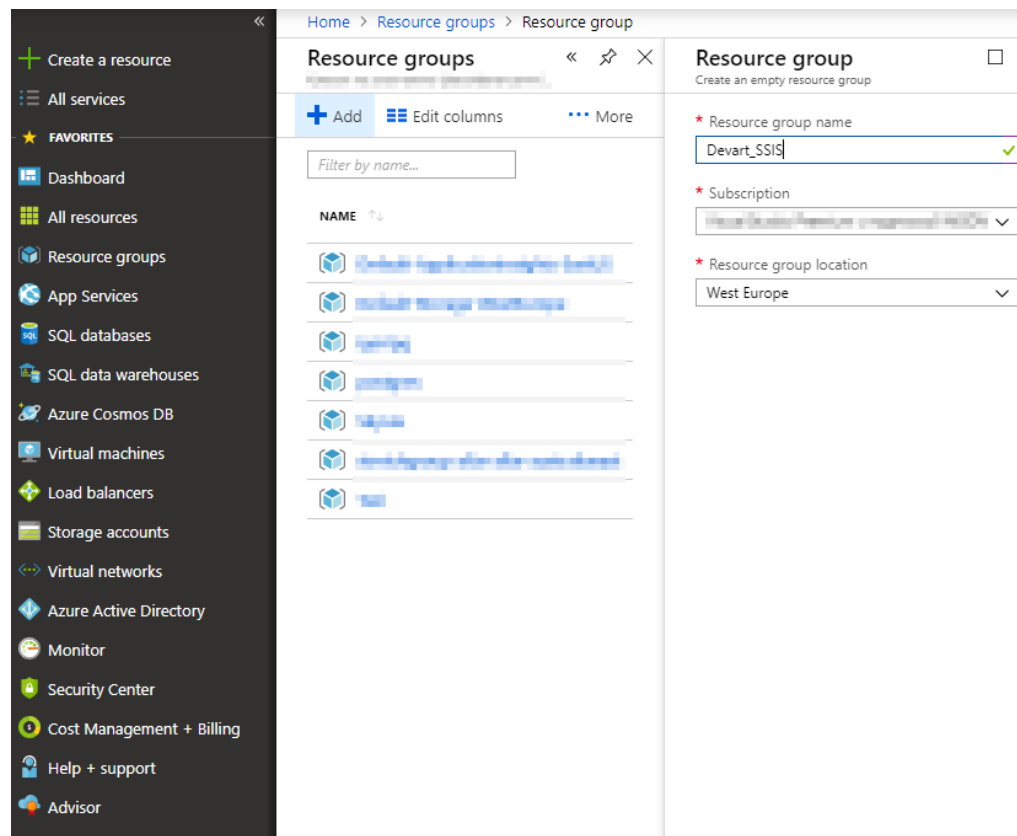 Home > Resource groups > Resource group
Create a resource
All services
FAVORITES
Dashboard
All resources
Resource groups
App Services
SQL databases
SQL data warehouses
Azure Cosmos DB
Virtual machines
Load balancers
Storage accounts
Virtual networks
Azure Active Directory
Monitor
Security Center
Cost Management + Billing
Help + support
Advisor
Resource groups
Add Edit columns More
Filter by name...
NAME
Resource group
Create an empty resource group
* Resource group name
Devart_SSIS
* Subscription
* Resource group location
West Europe